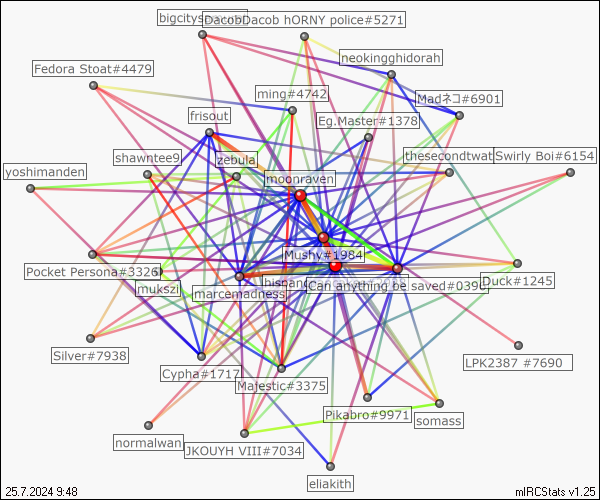 bigcitys
DacobDacob hORNY police#5271
neokingghidorah
Fedora Stoat#4479
ming#4742
Madネコ#6901
frisout
Eg.Master#1378
shawntee9
zebula
thesecondtwat
Swirly Boi#6154
yoshimanden
moonraven
Mushy#1984
Pocket Persona#3326
mukszi
marcemadness
hispanc
Can anything be saved#0390
Duck#1245
Silver#7938
Cypha#1717
Majestic#3375
LPK2387 #7690
Pikabro#9971
somass
normalwan
JKOUYH VIII#7034
eliakith
25.7.2024 9:48
mIRCStats v1.25